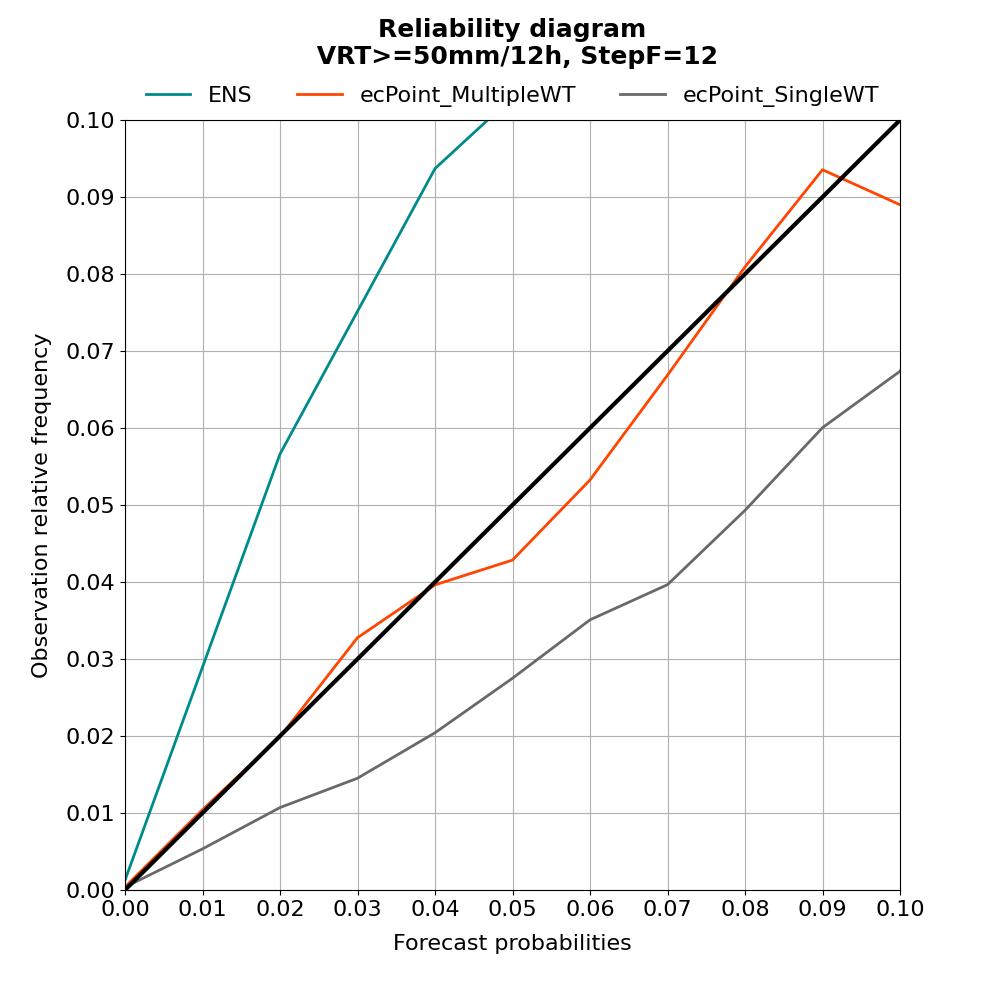 Reliability diagram
VRT>=50mm/12h, StepF=12
ENS ecPoint_MultipleWT ecPoint_SingleWT
0.10
0.09
0.08
0.07
0.06
0.05
0.04
0.03
0.02
0.01
0.00
Observation relative frequency
0.00 0.01 0.02 0.03 0.04 0.05 0.06 0.07 0.08 0.09 0.10
Forecast probabilities